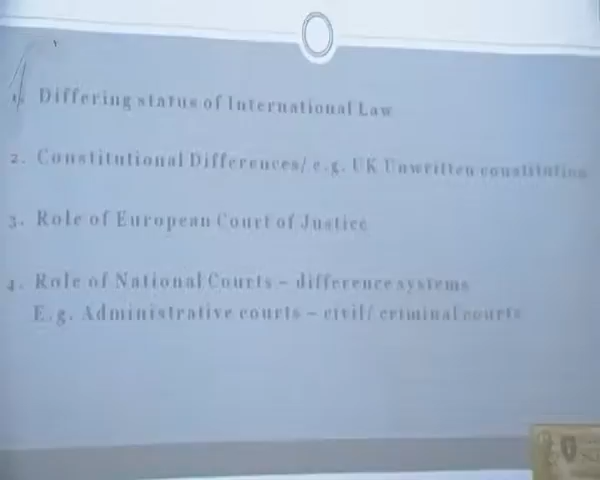 1. Differing status of International Law
2. Constitutional Differences/ e.g. UK Unwritten constitution
3. Role of European Court of Justice
4. Role of National Courts – difference systems
E.g. Administrative courts – civil/ criminal courts